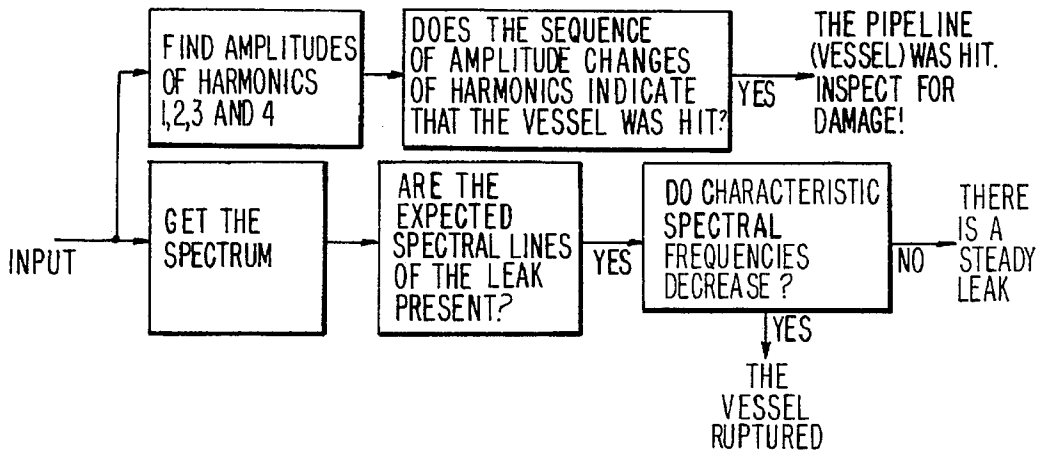 FIND AMPLITUDES
OF HARMONICS
1,2,3 AND 4
DOES THE SEQUENCE
OF AMPLITUDE CHANGES
OF HARMONICS INDICATE
THAT THE VESSEL WAS HIT?
YES
THE PIPELINE
(VESSEL) WAS HIT.
INSPECT FOR
DAMAGE!
INPUT
GET THE
SPECTRUM
ARE THE
EXPECTED
SPECTRAL LINES
OF THE LEAK
PRESENT?
YES
DO CHARACTERISTIC
SPECTRAL
FREQUENCIES
DECREASE?
NO
THERE
IS A
STEADY
LEAK
YES
THE
VESSEL
RUPTURED